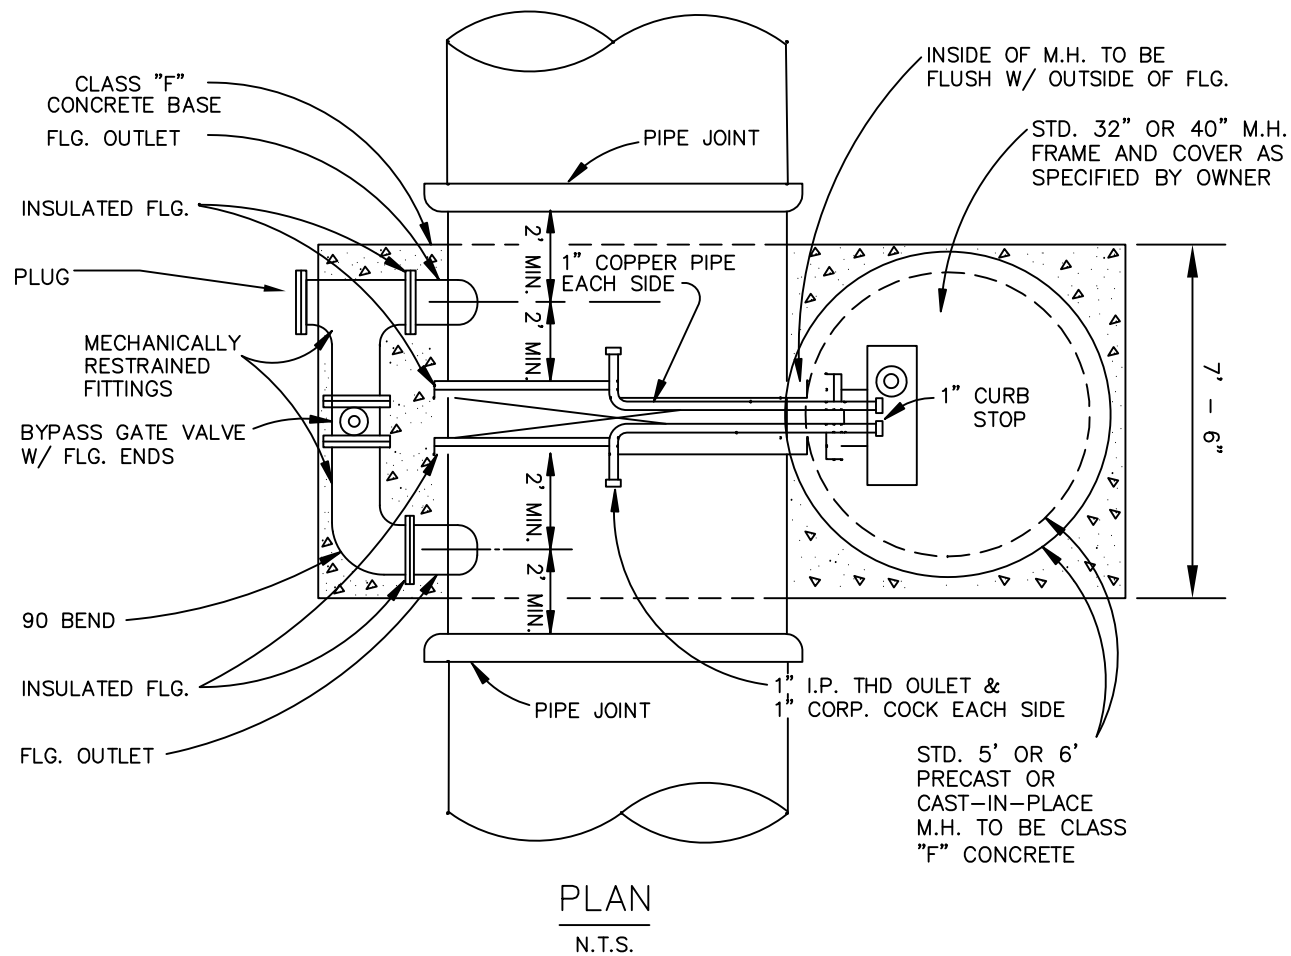 CLASS "F"
CONCRETE BASE
FLG. OUTLET
INSULATED FLG.
PLUG
MECHANICALLY
RESTRAINED
FITTINGS
BYPASS GATE VALVE
W/ FLG. ENDS
90 BEND
INSULATED FLG.
FLG. OUTLET
PIPE JOINT
2' MIN.
1" COPPER PIPE
EACH SIDE
2' MIN.
2' MIN.
2' MIN.
PIPE JOINT
INSIDE OF M.H. TO BE
FLUSH W/ OUTSIDE OF FLG.
STD. 32" OR 40" M.H.
FRAME AND COVER AS
SPECIFIED BY OWNER
1" CURB
STOP
7' - 6"
1" I.P. THD OULET &
1" CORP. COCK EACH SIDE
STD. 5' OR 6'
PRECAST OR
CAST-IN-PLACE
M.H. TO BE CLASS
"F" CONCRETE
PLAN
N.T.S.